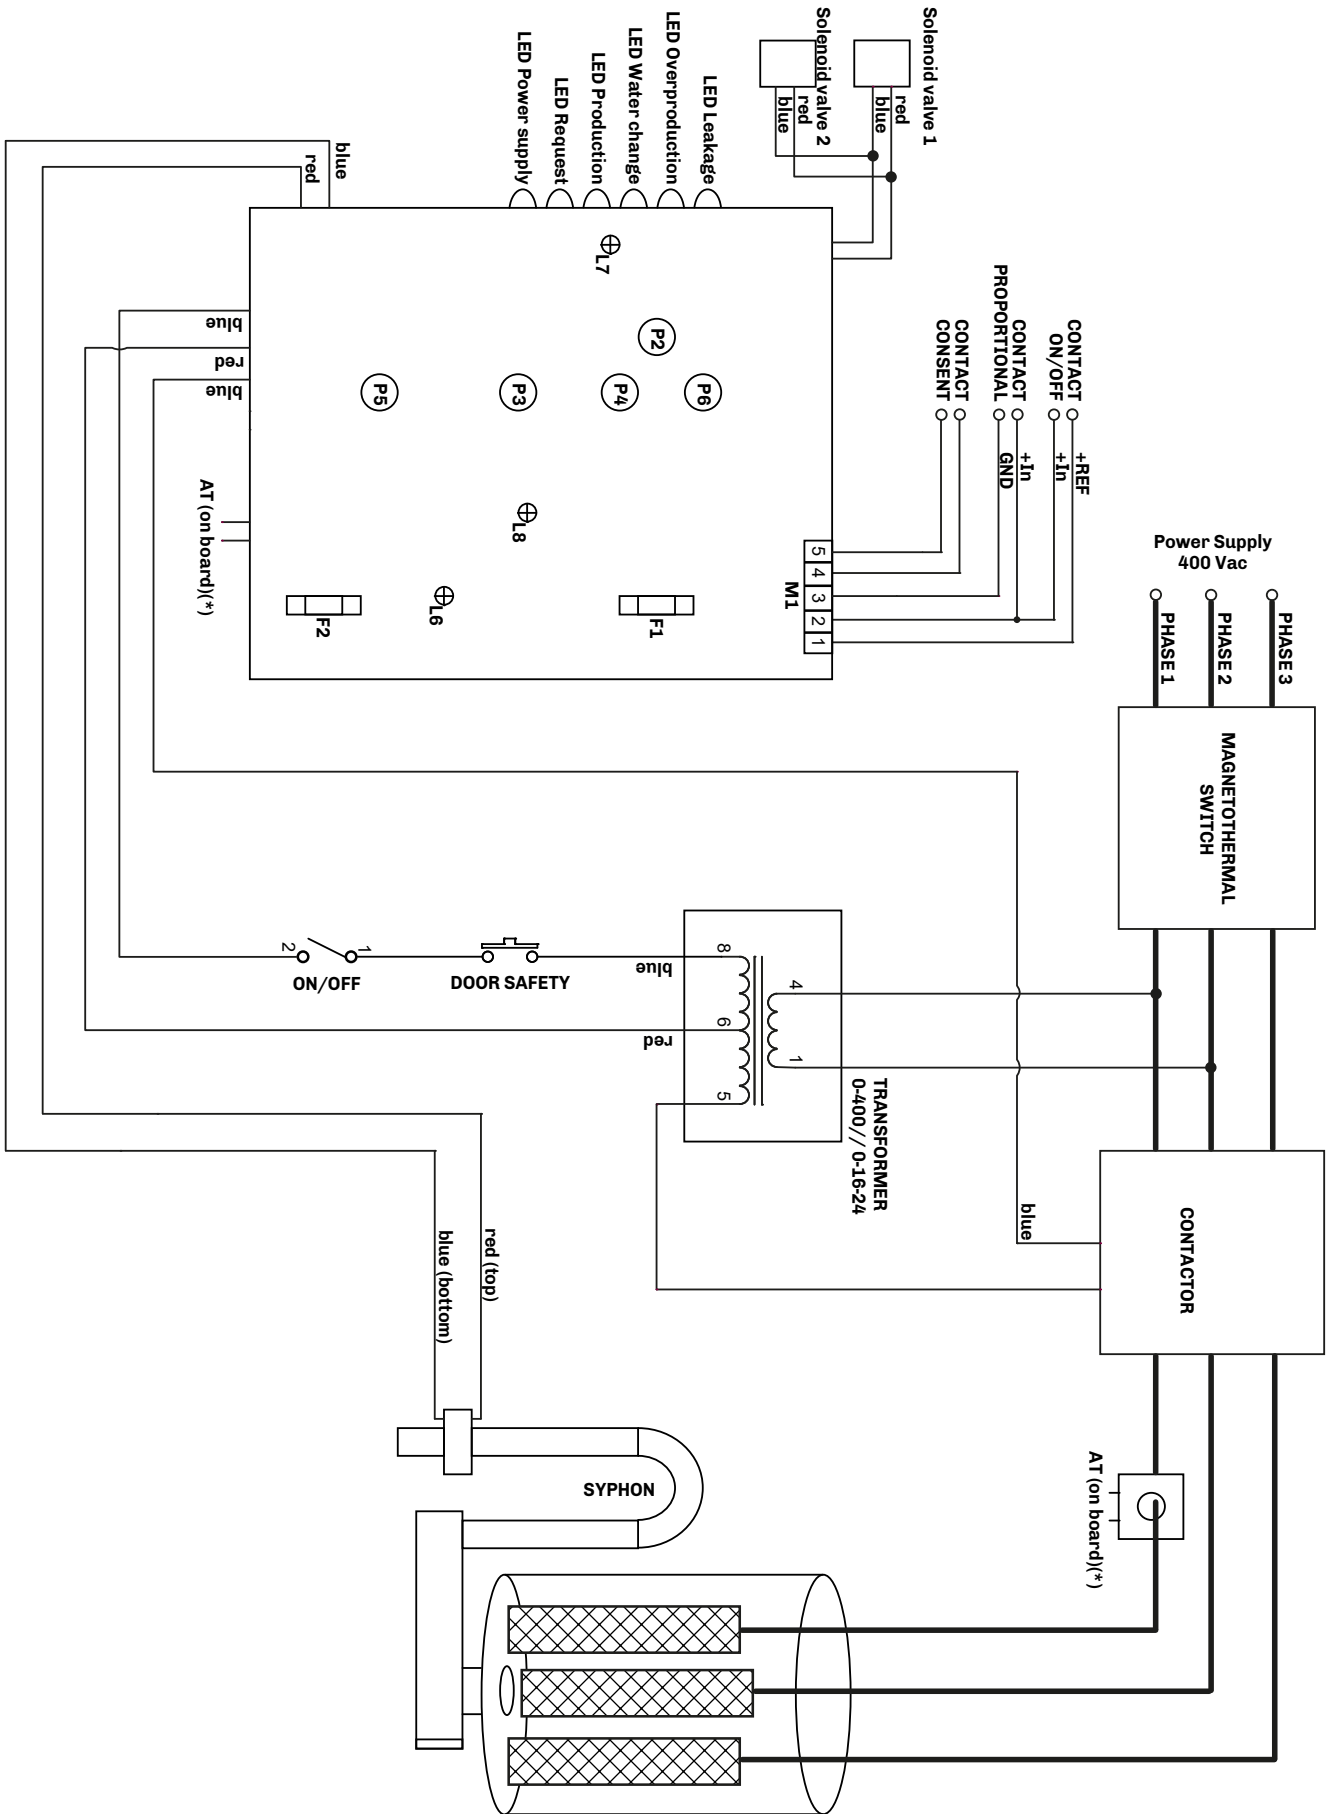 Solenoid valve 1
red
blue
Solenoid valve 2
red
blue
LED Leakage
LED Overproduction
LED Water change
LED Production
LED Request
LED Power supply
blue
red
L7
P2
P6
P4
P3
P5
blue
red
blue
CONTACT
ON/OFF
CONTACT
PROPORTIONAL
CONTACT
CONSENT
+REF
+In
+In
GND
5
4
3
2
1
M1
L8
L6
F1
F2
AT (on board)(*)
Power Supply
400 Vac
PHASE 1
PHASE 2
PHASE 3
MAGNETOTHERMAL
SWITCH
2
1
ON/OFF
DOOR SAFETY
blue
red
8
6
5
4
1
TRANSFORMER
0-400 // 0-16-24
blue
CONTACTOR
red (top)
blue (bottom)
SYPHON
AT (on board)(*)